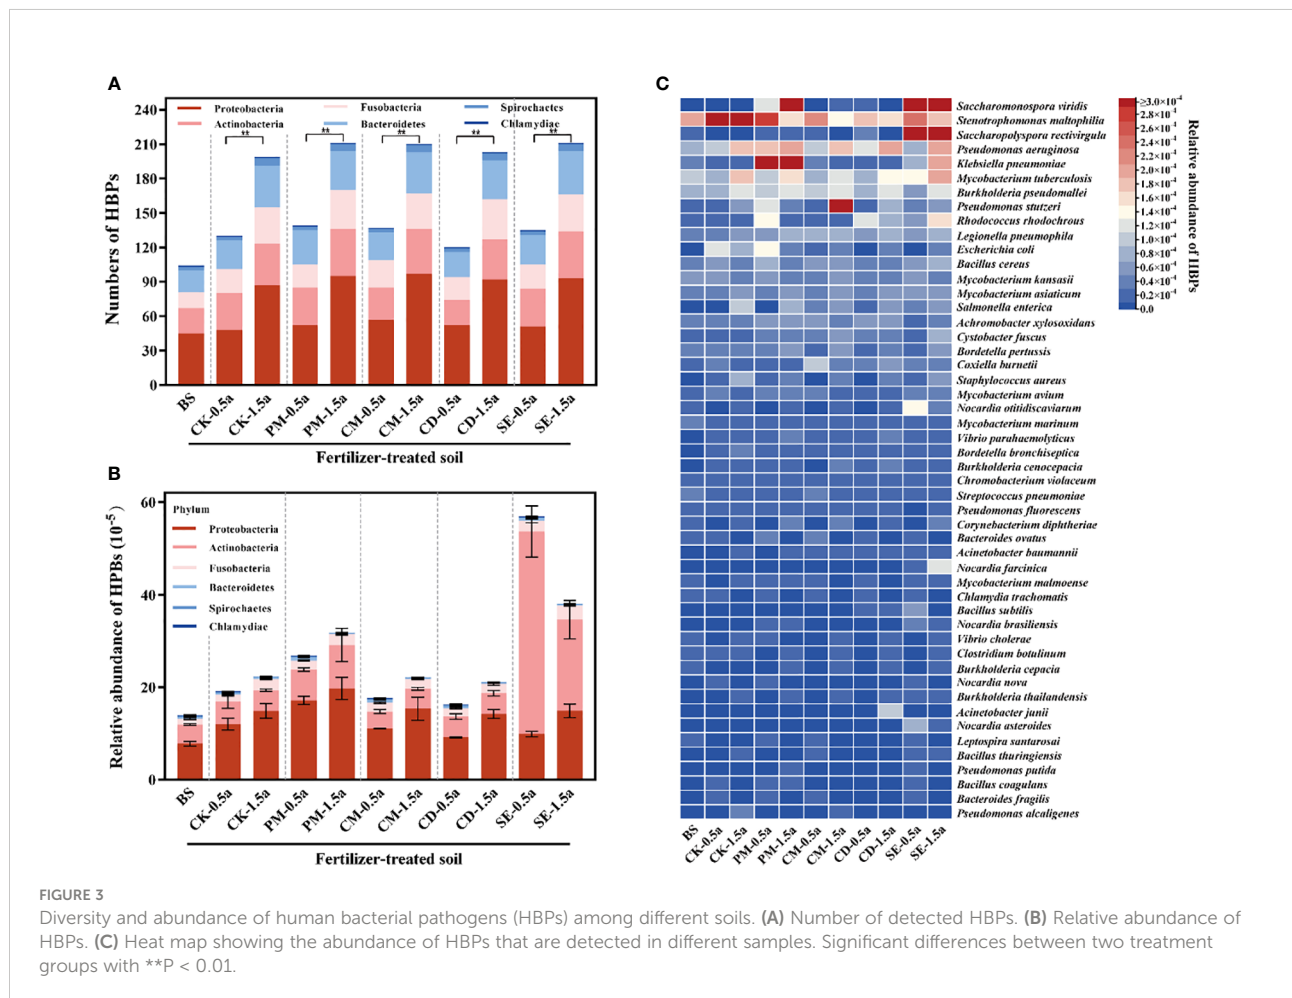 A
Numbers of HBPs
240
210
180
150
120
90
60
30
0
Proteobacteria
Actinobacteria
Fusobacteria
Bacteroidetes
Spirochaetes
Chlamydiae
**
**
**
**
**
BS
CK-0.5a
CK-1.5a
PM-0.5a
PM-1.5a
CM-0.5a
CM-1.5a
CD-0.5a
CD-1.5a
SE-0.5a
SE-1.5a
Fertilizer-treated soil
B
Relative abundance of HPBs (10⁻⁵)
60
40
20
0
Phylum
Proteobacteria
Actinobacteria
Fusobacteria
Bacteroidetes
Spirochaetes
Chlamydiae
BS
CK-0.5a
CK-1.5a
PM-0.5a
PM-1.5a
CM-0.5a
CM-1.5a
CD-0.5a
CD-1.5a
SE-0.5a
SE-1.5a
Fertilizer-treated soil
C
Saccharomonospora viridis
Stenotrophomonas maltophilia
Saccharopolyspora rectivirgula
Pseudomonas aeruginosa
Klebsiella pneumoniae
Mycobacterium tuberculosis
Burkholderia pseudomallei
Pseudomonas stutzeri
Rhodococcus rhodochrous
Legionella pneumophila
Escherichia coli
Bacillus cereus
Mycobacterium kansasii
Mycobacterium asiaticum
Salmonella enterica
Achromobacter xylosoxidans
Cystobacter fuscus
Bordetella pertussis
Coxiella burnetii
Staphylococcus aureus
Mycobacterium avium
Nocardia otitidiscaviarum
Mycobacterium marinum
Vibrio parahaemolyticus
Bordetella bronchiseptica
Burkholderia cenocepacia
Chromobacterium violaceum
Streptococcus pneumoniae
Pseudomonas fluorescens
Corynebacterium diphtheriae
Bacteroides ovatus
Acinetobacter baumannii
Nocardia farcinica
Mycobacterium malmoense
Chlamydia trachomatis
Bacillus subtilis
Nocardia brasiliensis
Vibrio cholerae
Clostridium botulinum
Burkholderia cepacia
Nocardia nova
Burkholderia thailandensis
Acinetobacter junii
Nocardia asteroides
Leptospira santarosai
Bacillus thuringiensis
Pseudomonas putida
Bacillus coagulans
Bacteroides fragilis
Pseudomonas alcaligenes
BS
CK-0.5a
CK-1.5a
PM-0.5a
PM-1.5a
CM-0.5a
CM-1.5a
CD-0.5a
CD-1.5a
SE-0.5a
SE-1.5a
≥3.0×10⁻⁴
2.8×10⁻⁴
2.6×10⁻⁴
2.4×10⁻⁴
2.2×10⁻⁴
2.0×10⁻⁴
1.8×10⁻⁴
1.6×10⁻⁴
1.4×10⁻⁴
1.2×10⁻⁴
1.0×10⁻⁴
0.8×10⁻⁴
0.6×10⁻⁴
0.4×10⁻⁴
0.2×10⁻⁴
0.0
Relative abundance of HBPs
FIGURE 3
Diversity and abundance of human bacterial pathogens (HBPs) among different soils. (A) Number of detected HBPs. (B) Relative abundance of
HBPs. (C) Heat map showing the abundance of HBPs that are detected in different samples. Significant differences between two treatment
groups with **P < 0.01.